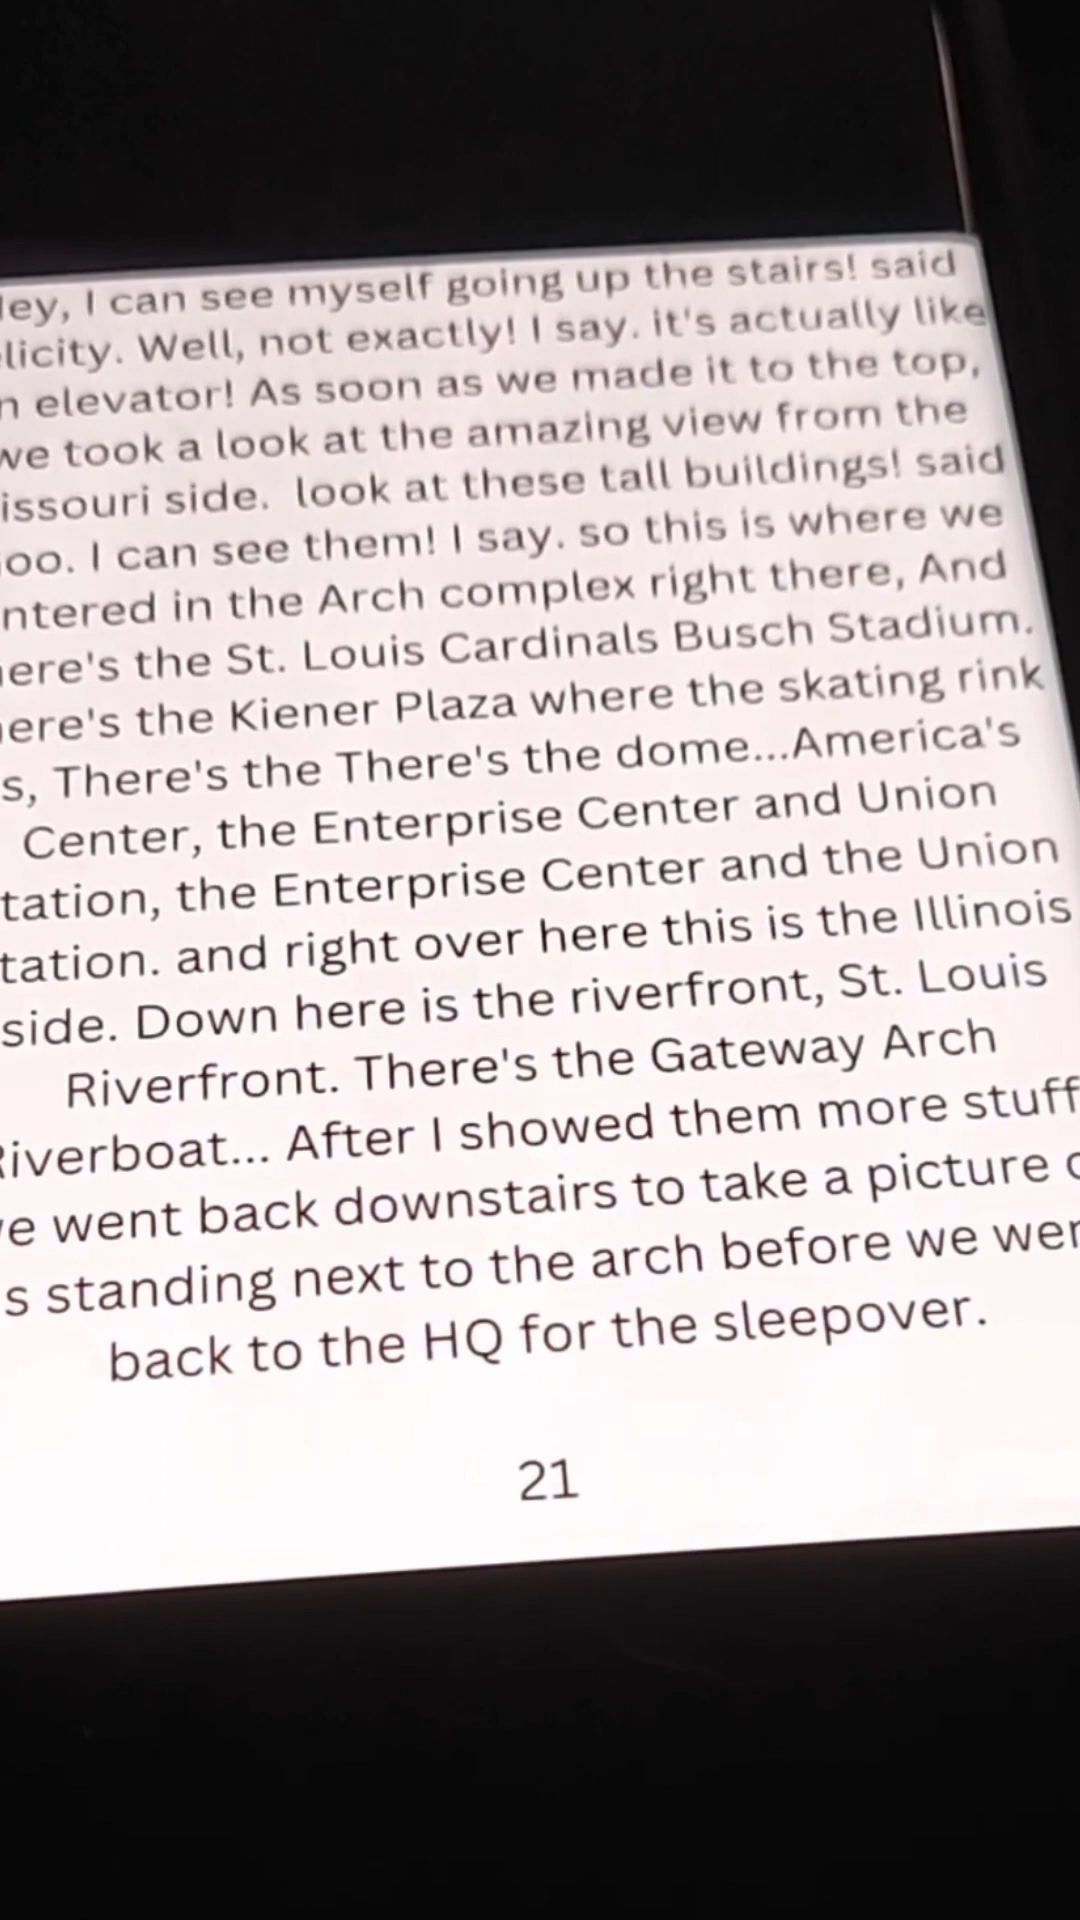 ey, I can see myself going up the stairs! said
licity. Well, not exactly! I say. it's actually like
n elevator! As soon as we made it to the top,
we took a look at the amazing view from the
issouri side. look at these tall buildings! said
oo. I can see them! I say. so this is where we
ntered in the Arch complex right there, And
ere's the St. Louis Cardinals Busch Stadium.
ere's the Kiener Plaza where the skating rink
s, There's the There's the dome...America's
Center, the Enterprise Center and Union
tation, the Enterprise Center and the Union
tation. and right over here this is the Illinois
side. Down here is the riverfront, St. Louis
Riverfront. There's the Gateway Arch
Riverboat... After I showed them more stuff
e went back downstairs to take a picture o
s standing next to the arch before we wen
back to the HQ for the sleepover.
21